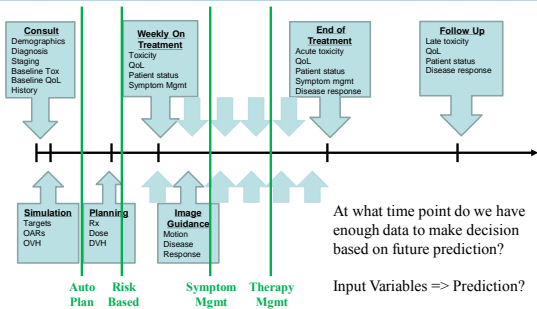 Consult
Demographics
Diagnosis
Staging
Baseline Tox
Baseline QoL
History
Weekly On
Treatment
Toxicity
QoL
Patient status
Symptom Mgmt
End of
Treatment
Acute toxicity
QoL
Patient status
Symptom mgmt
Disease response
Follow Up
Late toxicity
QoL
Patient status
Disease response
Simulation
Targets
OARs
OVH
Planning
Rx
Dose
DVH
Image
Guidance
Motion
Disease
Response
At what time point do we have
enough data to make decision
based on future prediction?
Input Variables => Prediction?
Auto
Plan
Risk
Based
Symptom
Mgmt
Therapy
Mgmt